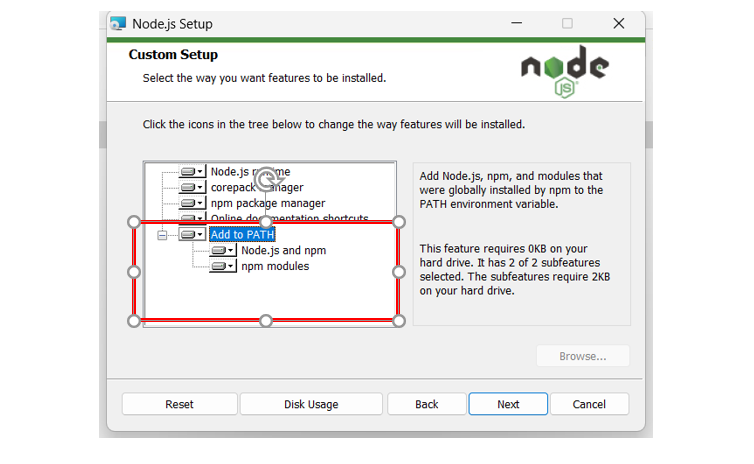 Node.js Setup
Custom Setup
Select the way you want features to be installed.
node
JS
Click the icons in the tree below to change the way features will be installed.
Node.js runtime
corepack manager
npm package manager
Online documentation shortcuts
Add to PATH
Node.js and npm
npm modules
Add Node.js, npm, and modules that
were globally installed by npm to the
PATH environment variable.
This feature requires 0KB on your
hard drive. It has 2 of 2 subfeatures
selected. The subfeatures require 2KB
on your hard drive.
Browse...
Reset
Disk Usage
Back
Next
Cancel